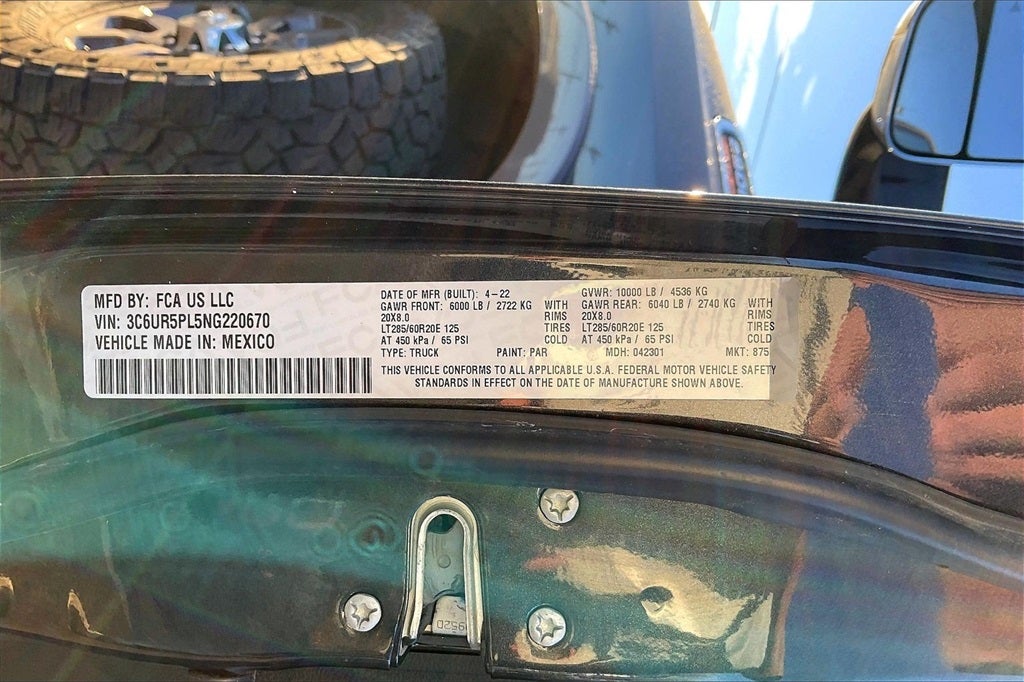 MFD BY: FCA US LLC
VIN: 3C6UR5PL5NG220670
VEHICLE MADE IN: MEXICO
DATE OF MFR (BUILT): 4-22
GAWR FRONT: 6000 LB / 2722 KG WITH
20X8.0 RIMS
LT285/60R20E 125 TIRES
AT 450 kPa / 65 PSI COLD
TYPE: TRUCK PAINT: PAR
GVWR: 10000 LB / 4536 KG
GAWR REAR: 6040 LB / 2740 KG WITH
20X8.0 RIMS
LT285/60R20E 125 TIRES
AT 450 kPa / 65 PSI COLD
MDH: 042301 MKT: 875
THIS VEHICLE CONFORMS TO ALL APPLICABLE U.S.A. FEDERAL MOTOR VEHICLE SAFETY
STANDARDS IN EFFECT ON THE DATE OF MANUFACTURE SHOWN ABOVE.